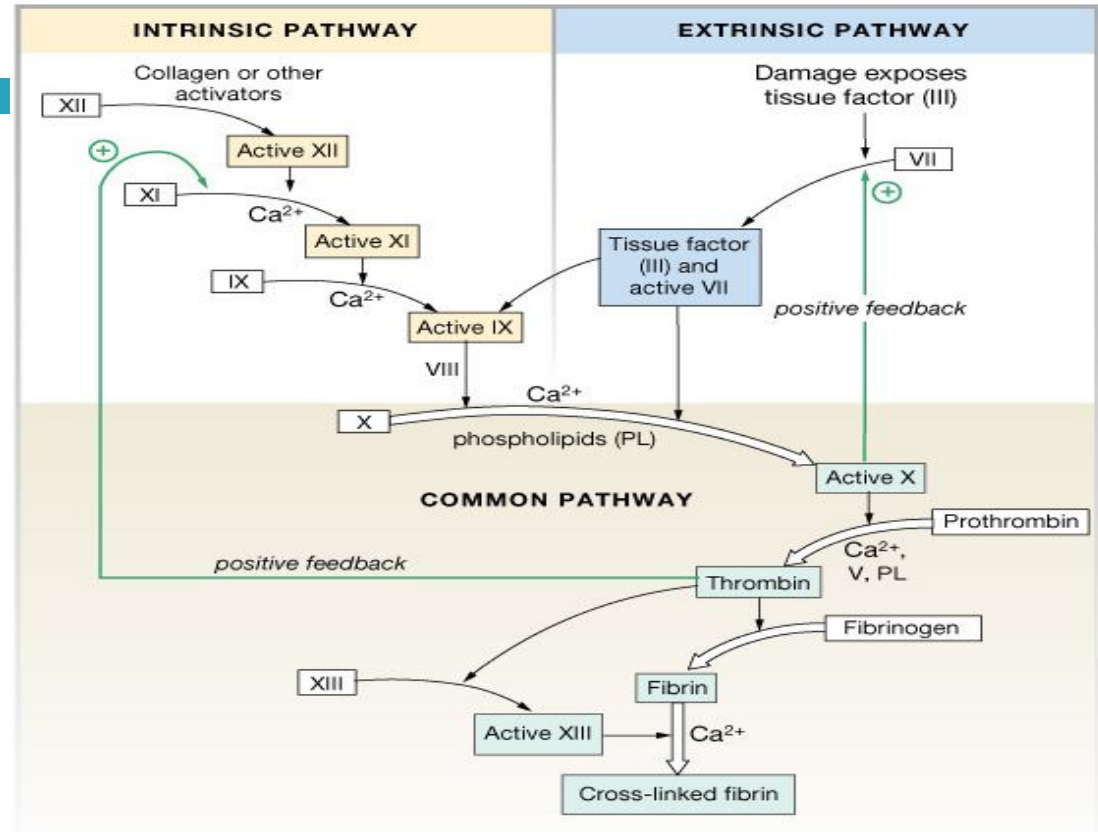 INTRINSIC PATHWAY
EXTRINSIC PATHWAY
Collagen or other
activators
XII
Active XII
+
XI
Ca²⁺
Active XI
IX
Ca²⁺
Active IX
VIII
Damage exposes
tissue factor (III)
VII
+
Tissue factor
(III) and
active VII
positive feedback
Ca²⁺
X
phospholipids (PL)
Active X
COMMON PATHWAY
Prothrombin
Ca²⁺,
V, PL
positive feedback
Thrombin
Fibrinogen
XIII
Fibrin
Active XIII
Ca²⁺
Cross-linked fibrin